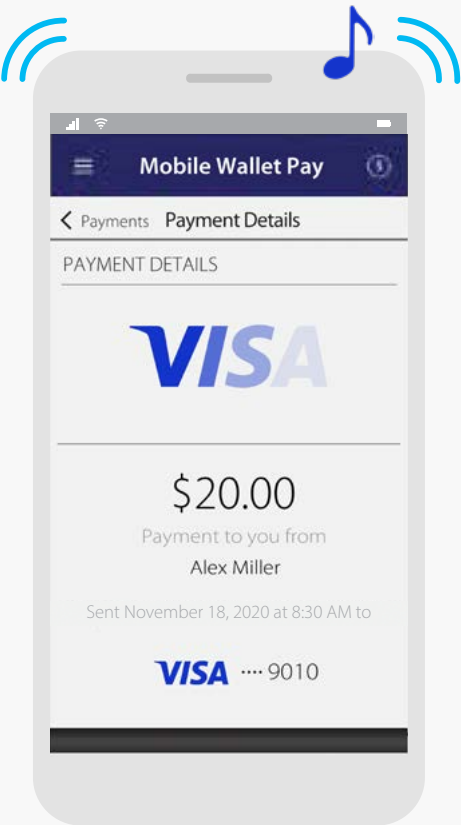 Mobile Wallet Pay
Payments Payment Details
PAYMENT DETAILS
VISA
$20.00
Payment to you from
Alex Miller
Sent November 18, 2020 at 8:30 AM to
VISA ···· 9010